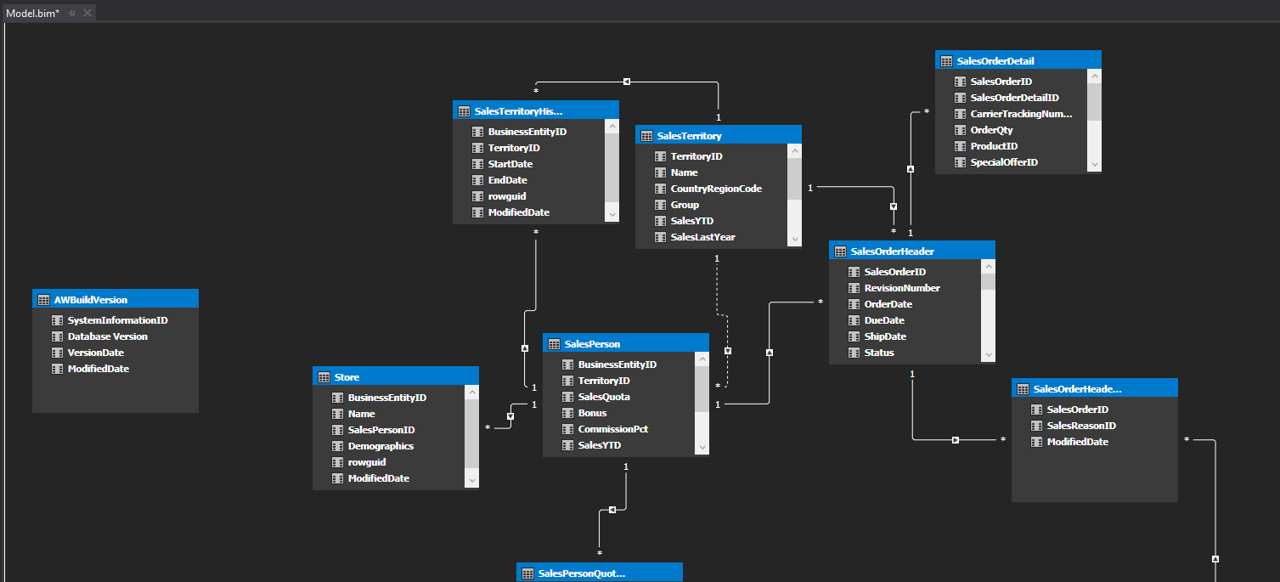 Model.bim*
SalesOrderDetail
SalesOrderID
SalesOrderDetailID
CarrierTrackingNum...
OrderQty
ProductID
SpecialOfferID
*
1
SalesTerritoryHis...
BusinessEntityID
TerritoryID
StartDate
EndDate
rowguid
ModifiedDate
*
*
1
SalesTerritory
TerritoryID
Name
CountryRegionCode
Group
SalesYTD
SalesLastYear
1
1
*
SalesOrderHeader
SalesOrderID
RevisionNumber
OrderDate
DueDate
ShipDate
Status
*
1
AWBuildVersion
SystemInformationID
Database Version
VersionDate
ModifiedDate
Store
BusinessEntityID
Name
SalesPersonID
Demographics
rowguid
ModifiedDate
*
1
1
SalesPerson
BusinessEntityID
TerritoryID
SalesQuota
Bonus
CommissionPct
SalesYTD
*
1
1
*
SalesOrderHeade...
SalesOrderID
SalesReasonID
ModifiedDate
*
*
SalesPersonQuot...